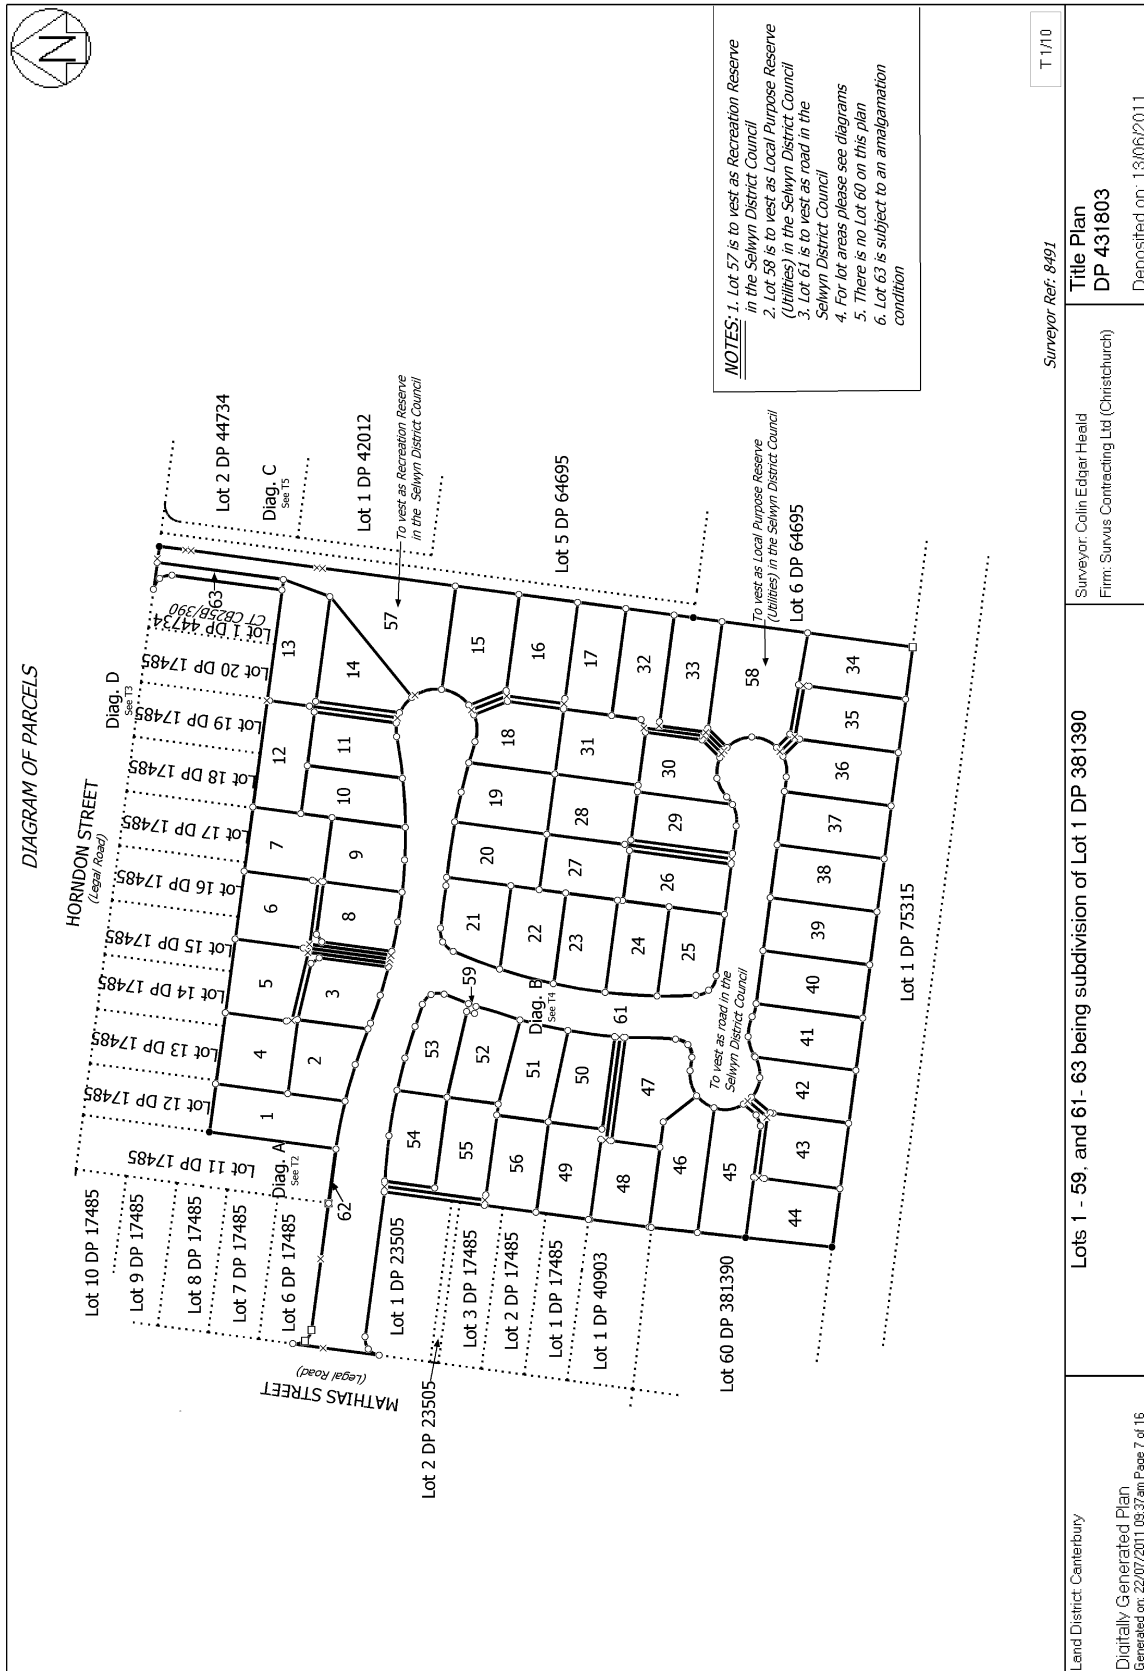 DIAGRAM OF PARCELS
N
HORNDON STREET
(Legal Road)
Diag. D
See T3
Lot 10 DP 17485
Lot 9 DP 17485
Lot 8 DP 17485
Lot 7 DP 17485
Lot 6 DP 17485
Lot 11 DP 17485
Lot 12 DP 17485
Lot 13 DP 17485
Lot 14 DP 17485
Lot 15 DP 17485
Lot 16 DP 17485
Lot 17 DP 17485
Lot 18 DP 17485
Lot 19 DP 17485
Lot 20 DP 17485
Lot 1 DP 44734
CT CB25B/390
63
Lot 2 DP 44734
Diag. C
See T5
Lot 1 DP 42012
To vest as Recreation Reserve
in the Selwyn District Council
Lot 5 DP 64695
To vest as Local Purpose Reserve
(Utilities) in the Selwyn District Council
Lot 6 DP 64695
Diag. A
See T2
62
MATHIAS STREET
(Legal Road)
1
2
3
4
5
6
7
8
9
10
11
12
13
14
57
15
16
17
18
19
20
21
22
23
24
25
26
27
28
29
30
31
32
33
58
34
35
36
37
38
39
40
41
42
43
44
45
46
47
48
49
50
51
52
53
54
55
56
59
Diag. B
See T4
61
To vest as road in the
Selwyn District Council
Lot 1 DP 23505
Lot 2 DP 23505
Lot 3 DP 17485
Lot 2 DP 17485
Lot 1 DP 17485
Lot 1 DP 40903
Lot 60 DP 381390
Lot 1 DP 75315
NOTES: 1. Lot 57 is to vest as Recreation Reserve
in the Selwyn District Council
2. Lot 58 is to vest as Local Purpose Reserve
(Utilities) in the Selwyn District Council
3. Lot 61 is to vest as road in the
Selwyn District Council
4. For lot areas please see diagrams
5. There is no Lot 60 on this plan
6. Lot 63 is subject to an amalgamation
condition
Surveyor Ref: 8491
T 1/10
Land District: Canterbury
Digitally Generated Plan
Generated on: 22/07/2011 09:37am Page 7 of 16
Lots 1 - 59, and 61- 63 being subdivision of Lot 1 DP 381390
Surveyor: Colin Edgar Heald
Firm: Survus Contracting Ltd (Christchurch)
Title Plan
DP 431803
Deposited on: 13/06/2011